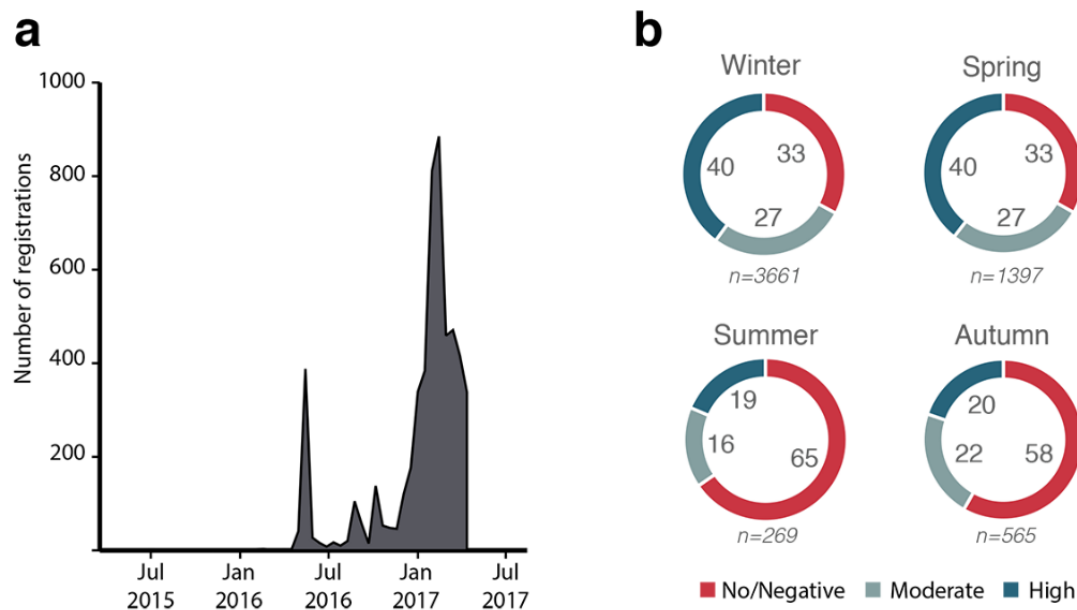 a
1000
800
600
400
200
Number of registrations
Jul
2015
Jan
2016
Jul
2016
Jan
2017
Jul
2017
b
Winter
40
33
27
n=3661
Spring
40
33
27
n=1397
Summer
19
16
65
n=269
Autumn
20
22
58
n=565
No/Negative
Moderate
High